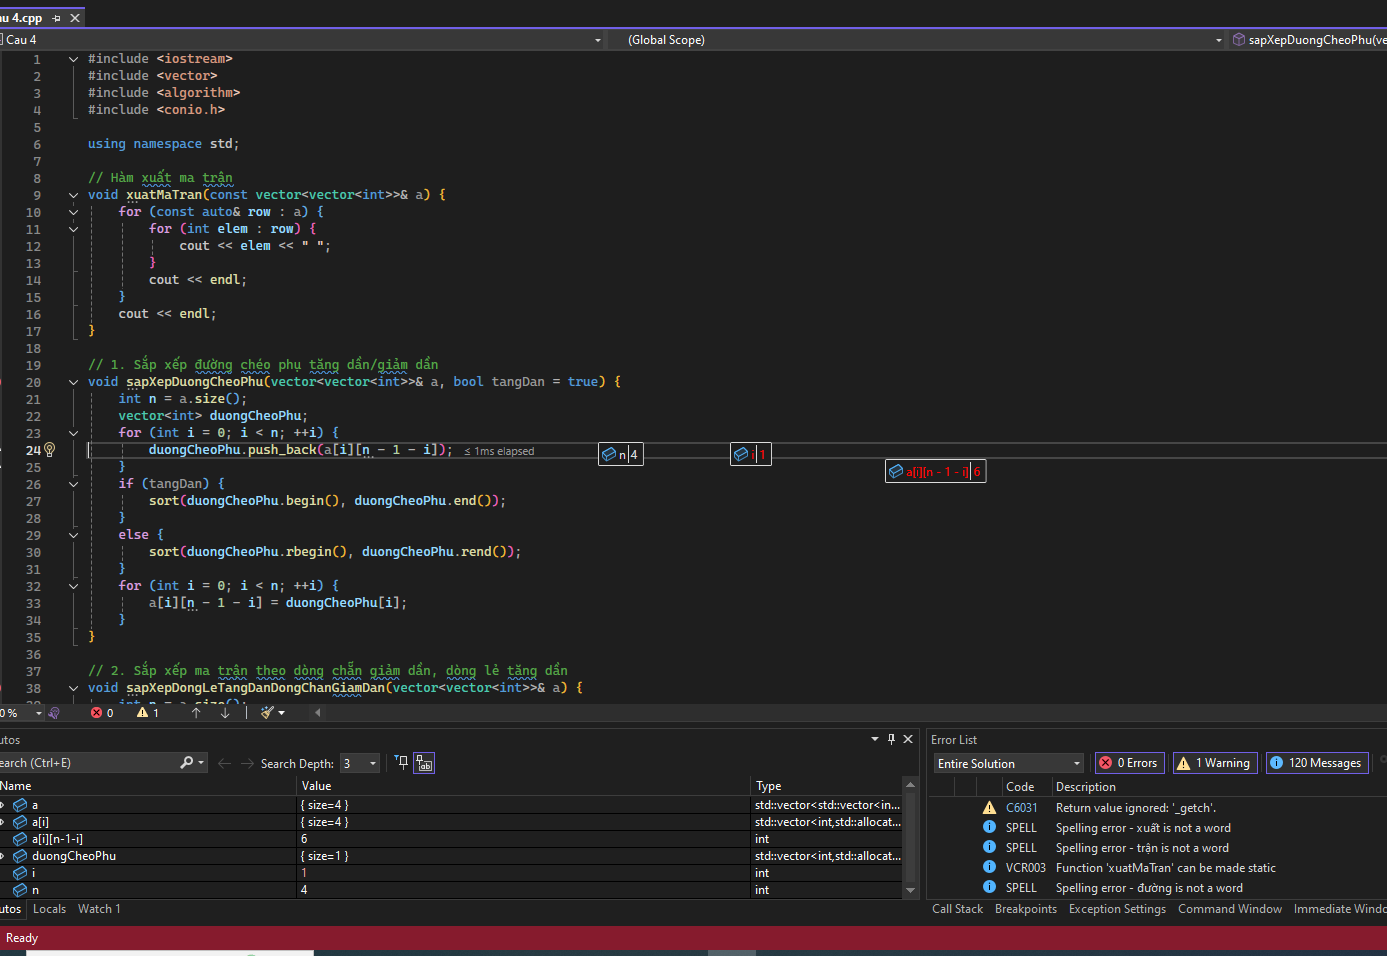 au 4.cpp
Cau 4 (Global Scope) sapXepDuongCheoPhu(ve
1 #include <iostream>
2 #include <vector>
3 #include <algorithm>
4 #include <conio.h>
5
6 using namespace std;
7
8 // Hàm xuất ma trận
9 void xuatMaTran(const vector<vector<int>>& a) {
10 for (const auto& row : a) {
11 for (int elem : row) {
12 cout << elem << " ";
13 }
14 cout << endl;
15 }
16 cout << endl;
17 }
18
19 // 1. Sắp xếp đường chéo phụ tăng dần/giảm dần
20 void sapXepDuongCheoPhu(vector<vector<int>>& a, bool tangDan = true) {
21 int n = a.size();
22 vector<int> duongCheoPhu;
23 for (int i = 0; i < n; ++i) {
24 duongCheoPhu.push_back(a[i][n - 1 - i]); ≤ 1ms elapsed n 4 i 1
a[i][n - 1 - i] 6
25 }
26 if (tangDan) {
27 sort(duongCheoPhu.begin(), duongCheoPhu.end());
28 }
29 else {
30 sort(duongCheoPhu.rbegin(), duongCheoPhu.rend());
31 }
32 for (int i = 0; i < n; ++i) {
33 a[i][n - 1 - i] = duongCheoPhu[i];
34 }
35 }
36
37 // 2. Sắp xếp ma trận theo dòng chẵn giảm dần, dòng lẻ tăng dần
38 void sapXepDongLeTangDanDongChanGiamDan(vector<vector<int>>& a) {
39 int n = a.size();
0 % 0 1
utos
earch (Ctrl+E) Search Depth: 3
Name Value Type
a { size=4 } std::vector<std::vector<in...
a[i] { size=4 } std::vector<int,std::allocat...
a[i][n-1-i] 6 int
duongCheoPhu { size=1 } std::vector<int,std::allocat...
i 1 int
n 4 int
utos Locals Watch 1
Error List
Entire Solution 0 Errors 1 Warning 120 Messages
Code Description
C6031 Return value ignored: '_getch'.
SPELL Spelling error - xuất is not a word
SPELL Spelling error - trận is not a word
VCR003 Function 'xuatMaTran' can be made static
SPELL Spelling error - đường is not a word
Call Stack Breakpoints Exception Settings Command Window Immediate Windo
Ready